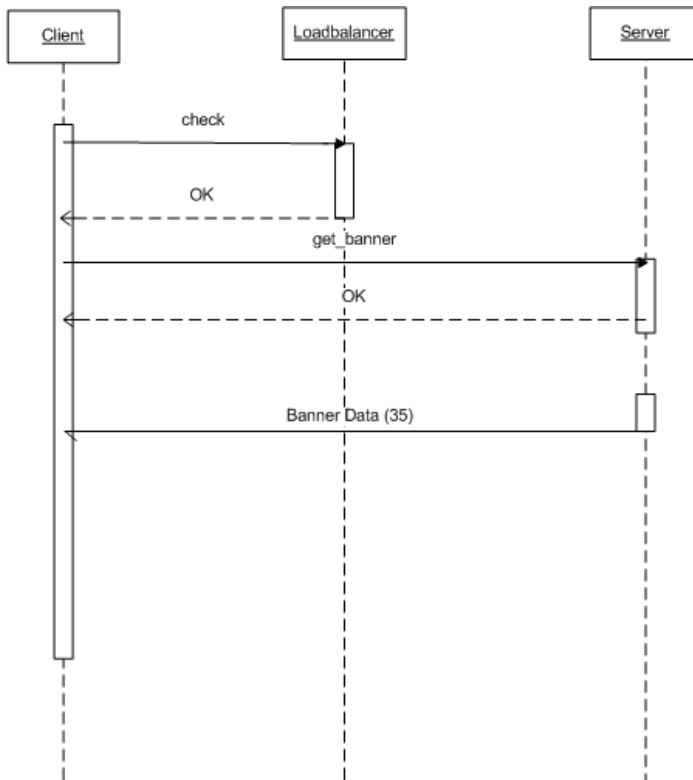 Client
Loadbalancer
Server
check
OK
get_banner
OK
Banner Data (35)